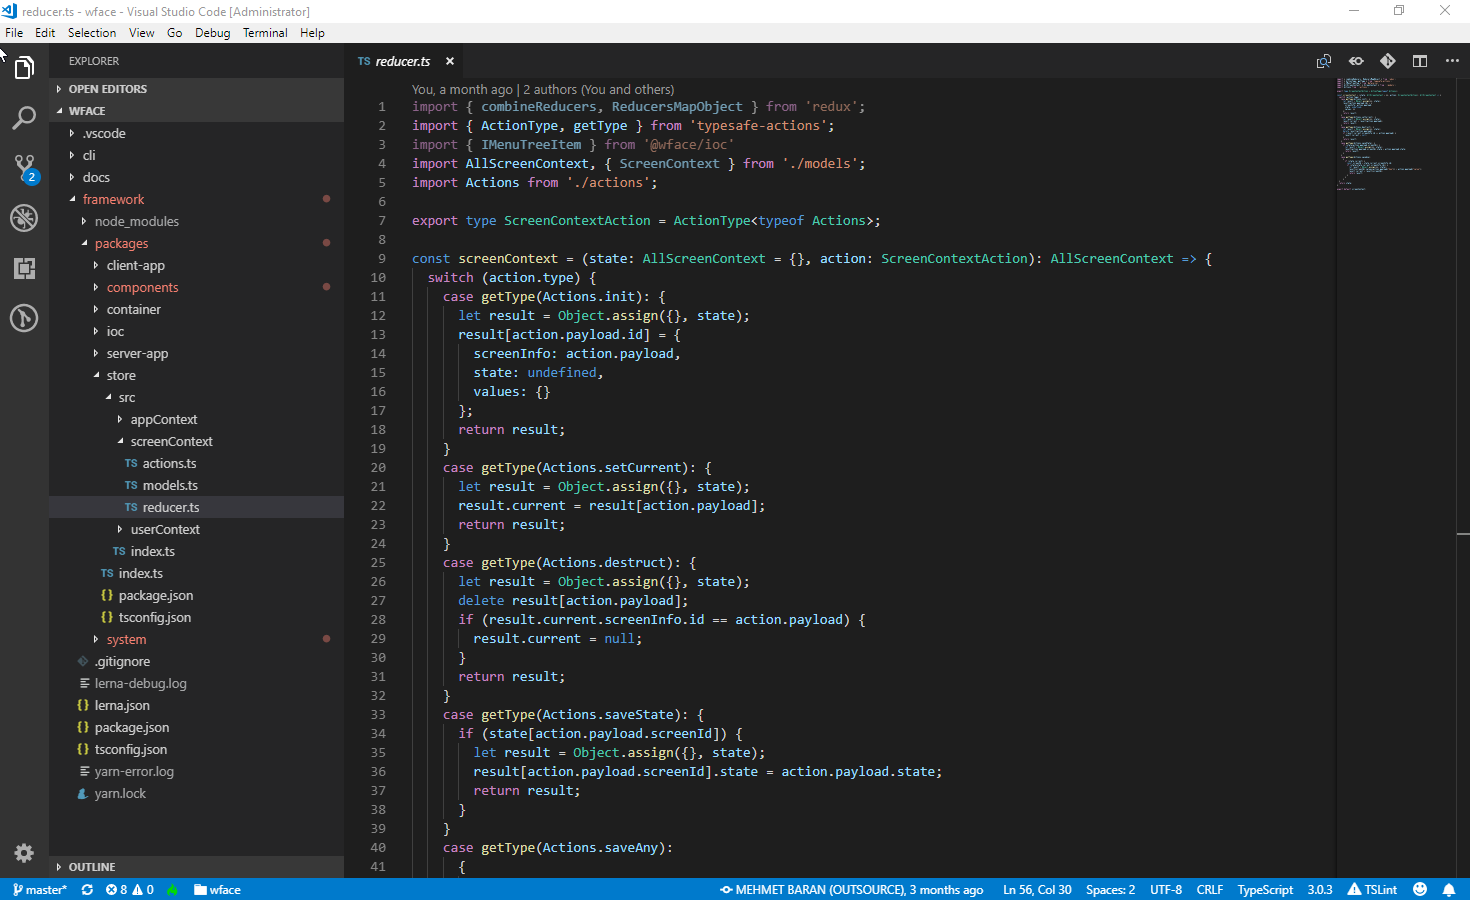 reducer.ts - wface - Visual Studio Code [Administrator]
File Edit Selection View Go Debug Terminal Help
EXPLORER
OPEN EDITORS
WFACE
.vscode
cli
docs
framework
node_modules
packages
client-app
components
container
ioc
server-app
store
src
appContext
screenContext
TS actions.ts
TS models.ts
TS reducer.ts
userContext
TS index.ts
TS index.ts
{} package.json
{} tsconfig.json
system
.gitignore
lerna-debug.log
{} lerna.json
{} package.json
{} tsconfig.json
yarn-error.log
yarn.lock
OUTLINE
2
TS reducer.ts ×
You, a month ago | 2 authors (You and others)
1 import { combineReducers, ReducersMapObject } from 'redux';
2 import { ActionType, getType } from 'typesafe-actions';
3 import { IMenuTreeItem } from '@wface/ioc'
4 import AllScreenContext, { ScreenContext } from './models';
5 import Actions from './actions';
6
7 export type ScreenContextAction = ActionType<typeof Actions>;
8
9 const screenContext = (state: AllScreenContext = {}, action: ScreenContextAction): AllScreenContext => {
10 switch (action.type) {
11 case getType(Actions.init): {
12 let result = Object.assign({}, state);
13 result[action.payload.id] = {
14 screenInfo: action.payload,
15 state: undefined,
16 values: {}
17 };
18 return result;
19 }
20 case getType(Actions.setCurrent): {
21 let result = Object.assign({}, state);
22 result.current = result[action.payload];
23 return result;
24 }
25 case getType(Actions.destruct): {
26 let result = Object.assign({}, state);
27 delete result[action.payload];
28 if (result.current.screenInfo.id == action.payload) {
29 result.current = null;
30 }
31 return result;
32 }
33 case getType(Actions.saveState): {
34 if (state[action.payload.screenId]) {
35 let result = Object.assign({}, state);
36 result[action.payload.screenId].state = action.payload.state;
37 return result;
38 }
39 }
40 case getType(Actions.saveAny):
41 {
master* 8 0 wface MEHMET BARAN (OUTSOURCE), 3 months ago Ln 56, Col 30 Spaces: 2 UTF-8 CRLF TypeScript 3.0.3 TSLint